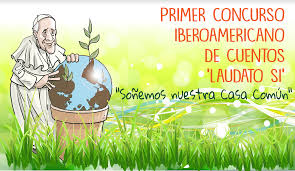 PRIMER CONCURSO
IBEROAMERICANO
DE CUENTOS
'LAUDATO SI'
"Soñemos nuestra Casa Común"